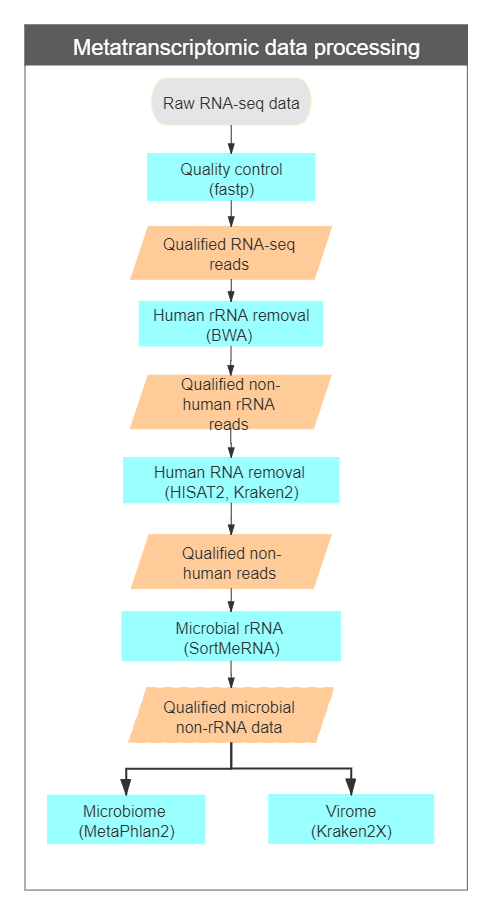 Metatranscriptomic data processing
Raw RNA-seq data
Quality control
(fastp)
Qualified RNA-seq
reads
Human rRNA removal
(BWA)
Qualified non-
human rRNA
reads
Human RNA removal
(HISAT2, Kraken2)
Qualified non-
human reads
Microbial rRNA
(SortMeRNA)
Qualified microbial
non-rRNA data
Microbiome
(MetaPhlan2)
Virome
(Kraken2X)